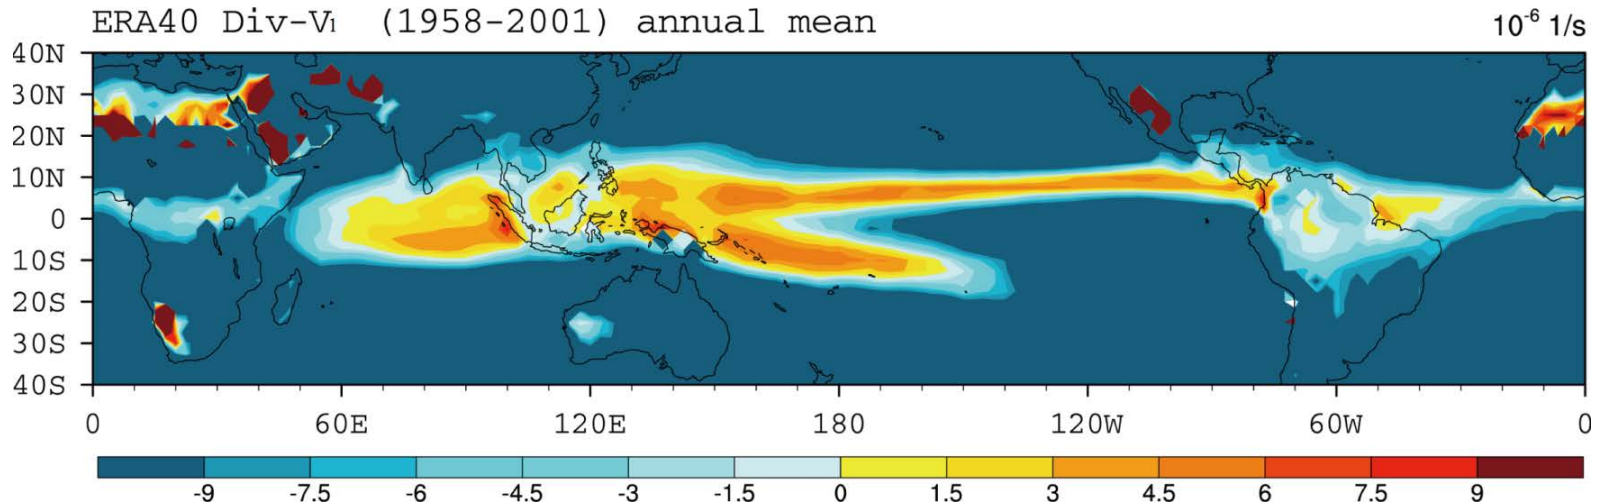 ERA40 Div-Vl (1958-2001) annual mean
10-6 1/s
40N
30N
20N
10N
0
10S
20S
30S
40S
0 60E 120E 180 120W 60W 0
-9 -7.5 -6 -4.5 -3 -1.5 0 1.5 3 4.5 6 7.5 9